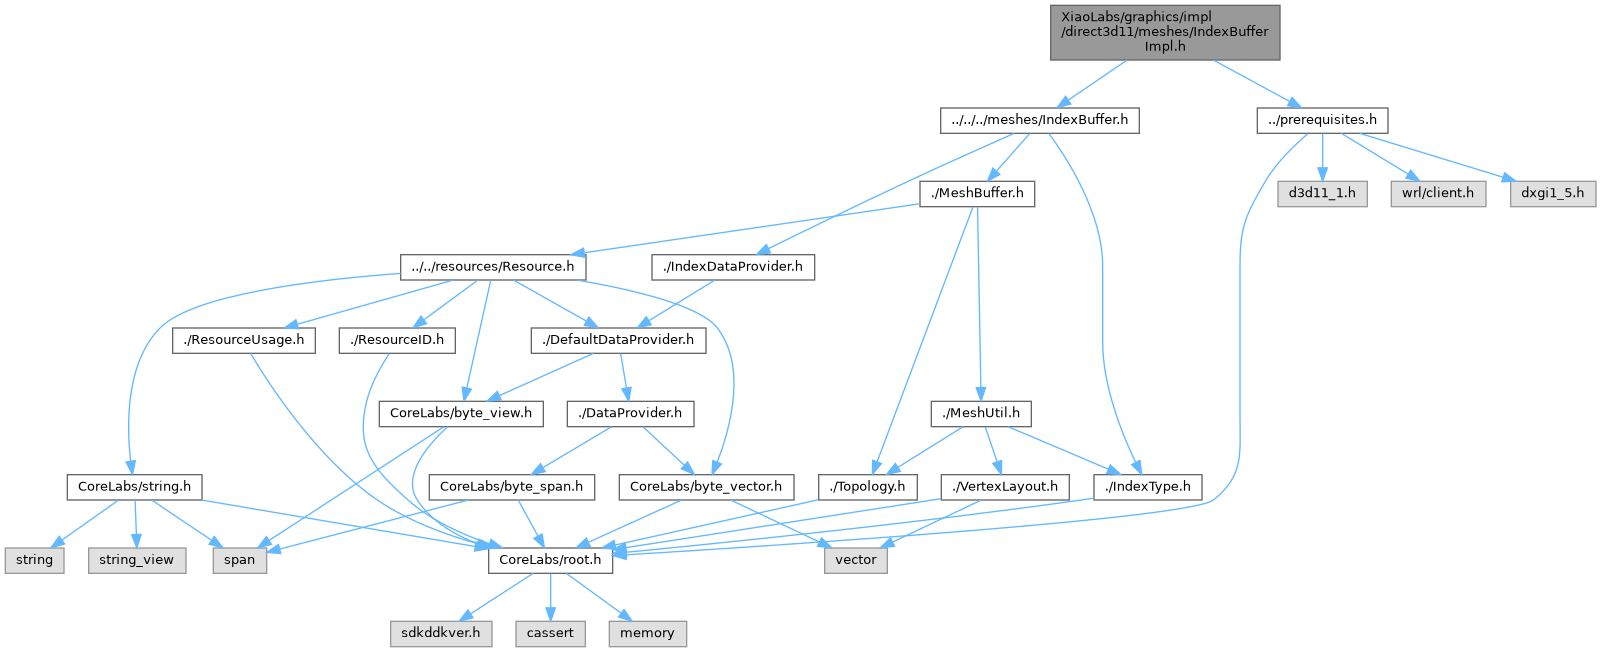 XiaoLabs/graphics/impl
/direct3d11/meshes/IndexBuffer
Impl.h
../../../meshes/IndexBuffer.h
../prerequisites.h
./MeshBuffer.h
d3d11_1.h
wrl/client.h
dxgi1_5.h
../../resources/Resource.h
./IndexDataProvider.h
./ResourceUsage.h
./ResourceID.h
./DefaultDataProvider.h
CoreLabs/byte_view.h
./DataProvider.h
./MeshUtil.h
CoreLabs/string.h
CoreLabs/byte_span.h
CoreLabs/byte_vector.h
./Topology.h
./VertexLayout.h
./IndexType.h
string
string_view
span
CoreLabs/root.h
vector
sdkddkver.h
cassert
memory